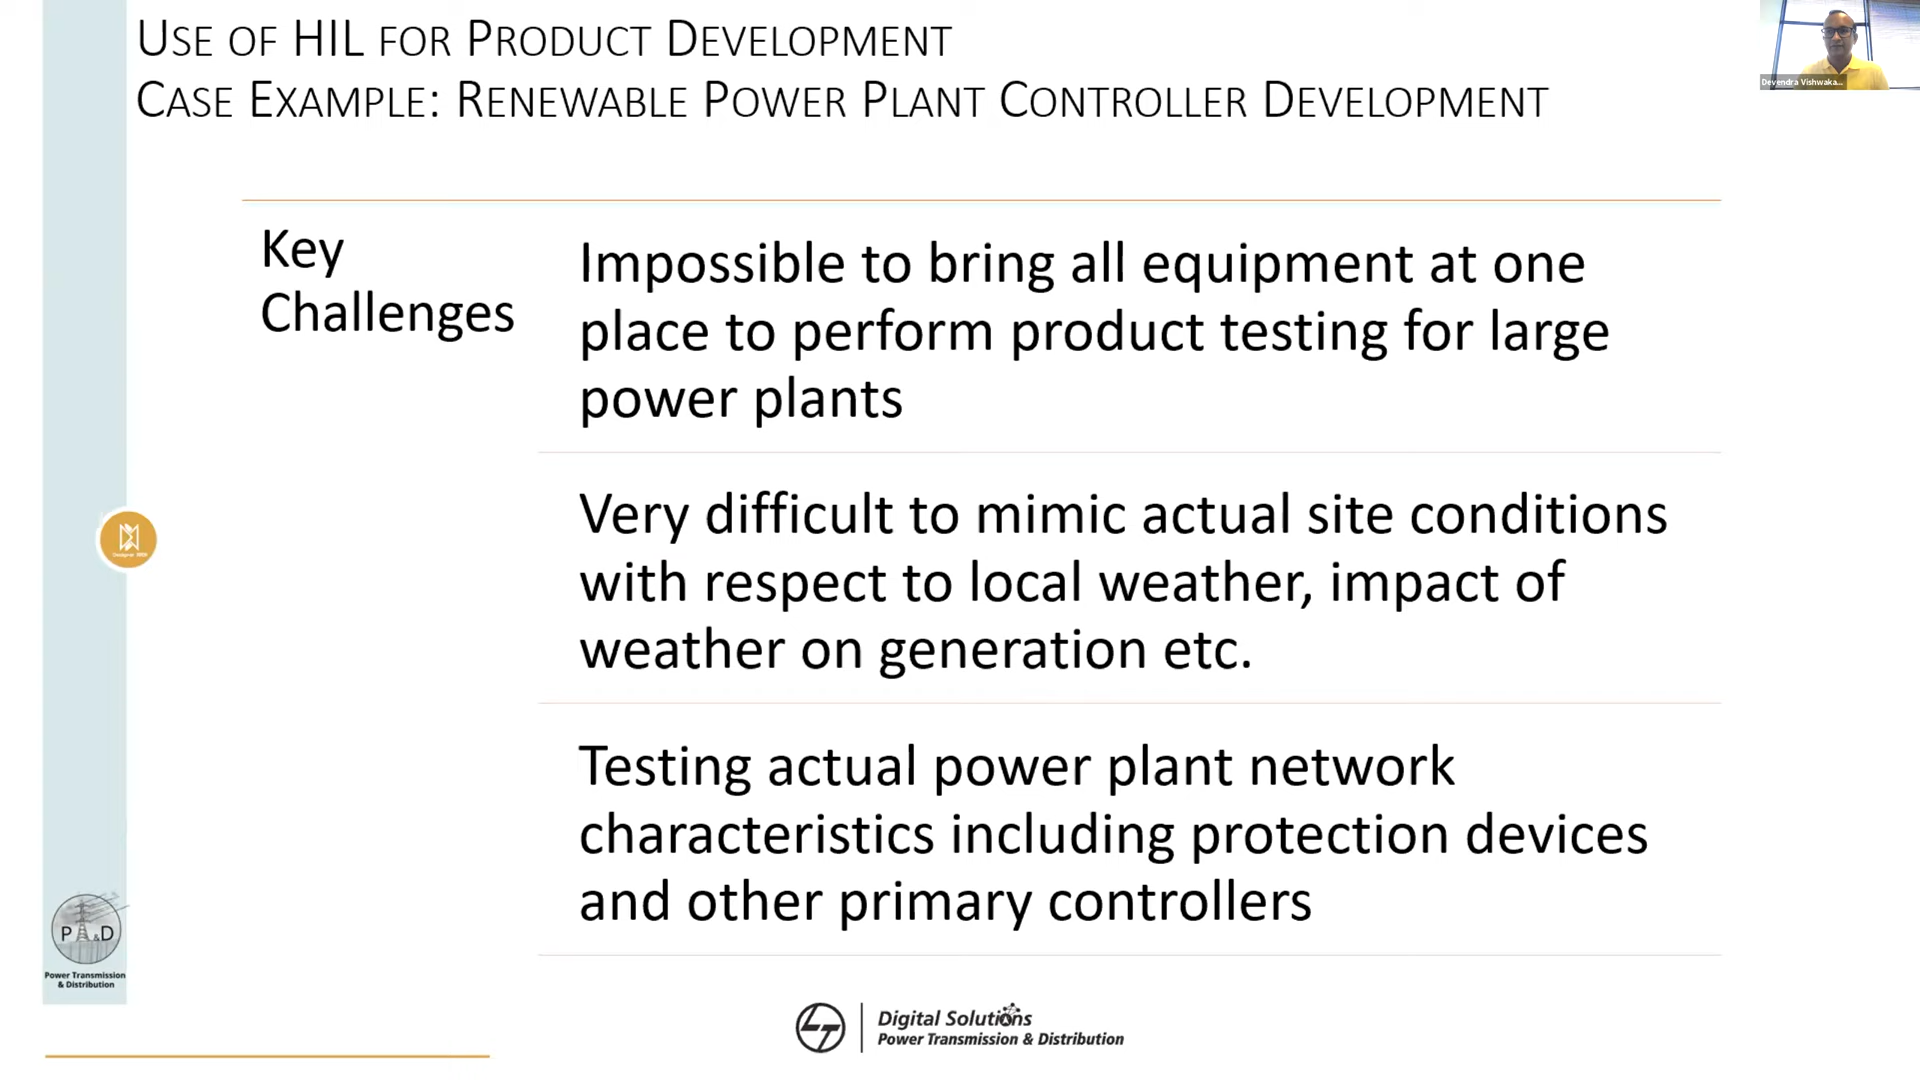 USE OF HIL FOR PRODUCT DEVELOPMENT
CASE EXAMPLE: RENEWABLE POWER PLANT CONTROLLER DEVELOPMENT
Devendra Vishwaka...
Key
Challenges
Impossible to bring all equipment at one
place to perform product testing for large
power plants
Very difficult to mimic actual site conditions
with respect to local weather, impact of
weather on generation etc.
Testing actual power plant network
characteristics including protection devices
and other primary controllers
PT&D
Power Transmission
& Distribution
LT
Digital Solutions
Power Transmission & Distribution